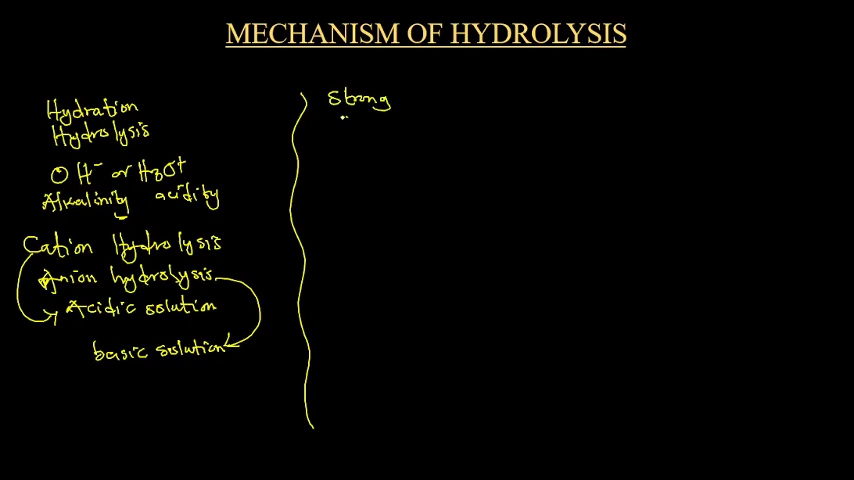 MECHANISM OF HYDROLYSIS
Hydration
Hydrolysis
OH⁻ or H₃O⁺
Alkalinity acidity
Cation Hydrolysis
Anion hydrolysis
Acidic solution
basic solution
Strong